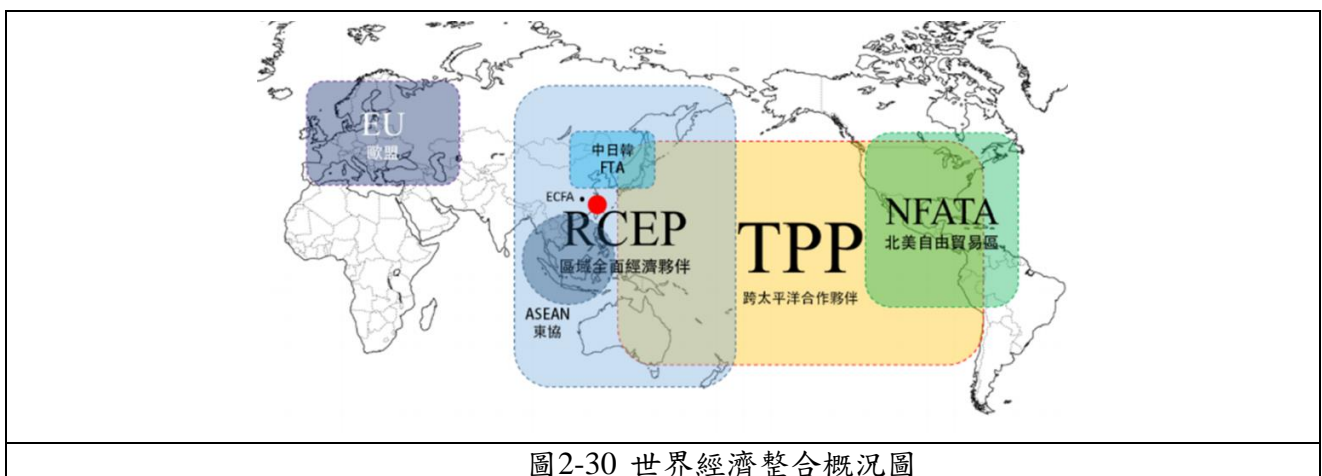 EU
歐盟
中日韓
FTA
ECFA
RCEP
區域全面經濟夥伴
ASEAN
東協
TPP
跨太平洋合作夥伴
NFATA
北美自由貿易區
圖2-30 世界經濟整合概況圖